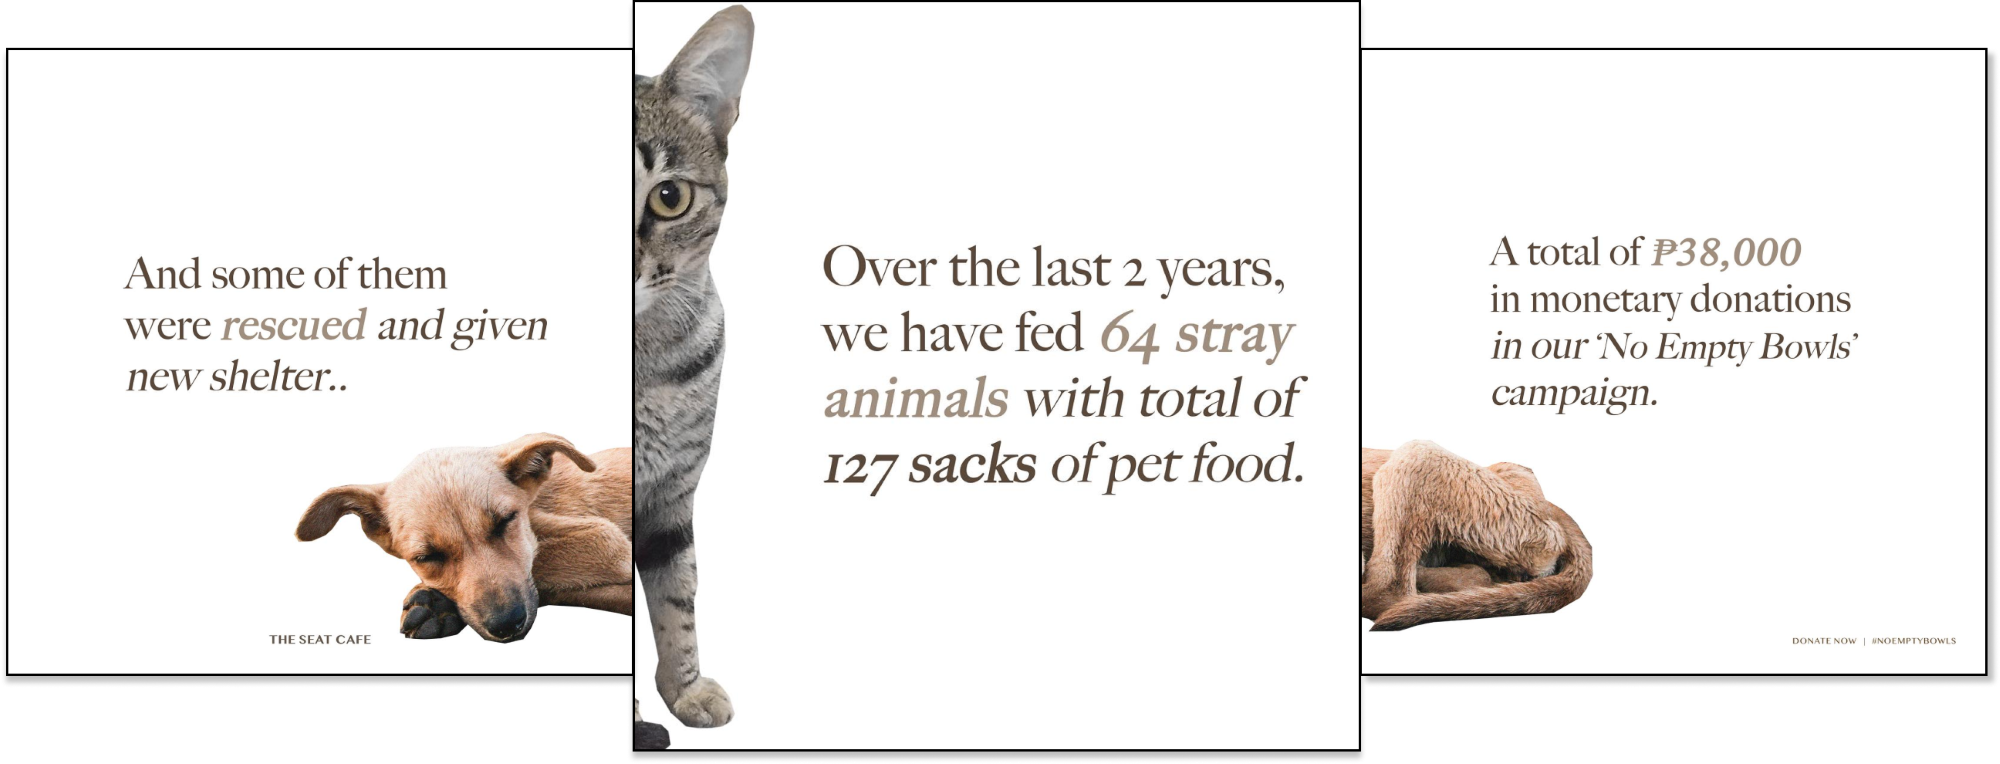 And some of them
were rescued and given
new shelter..
THE SEAT CAFE
Over the last 2 years,
we have fed 64 stray
animals with total of
127 sacks of pet food.
A total of ₱38,000
in monetary donations
in our ‘No Empty Bowls’
campaign.
DONATE NOW | #NOEMPTYBOWLS